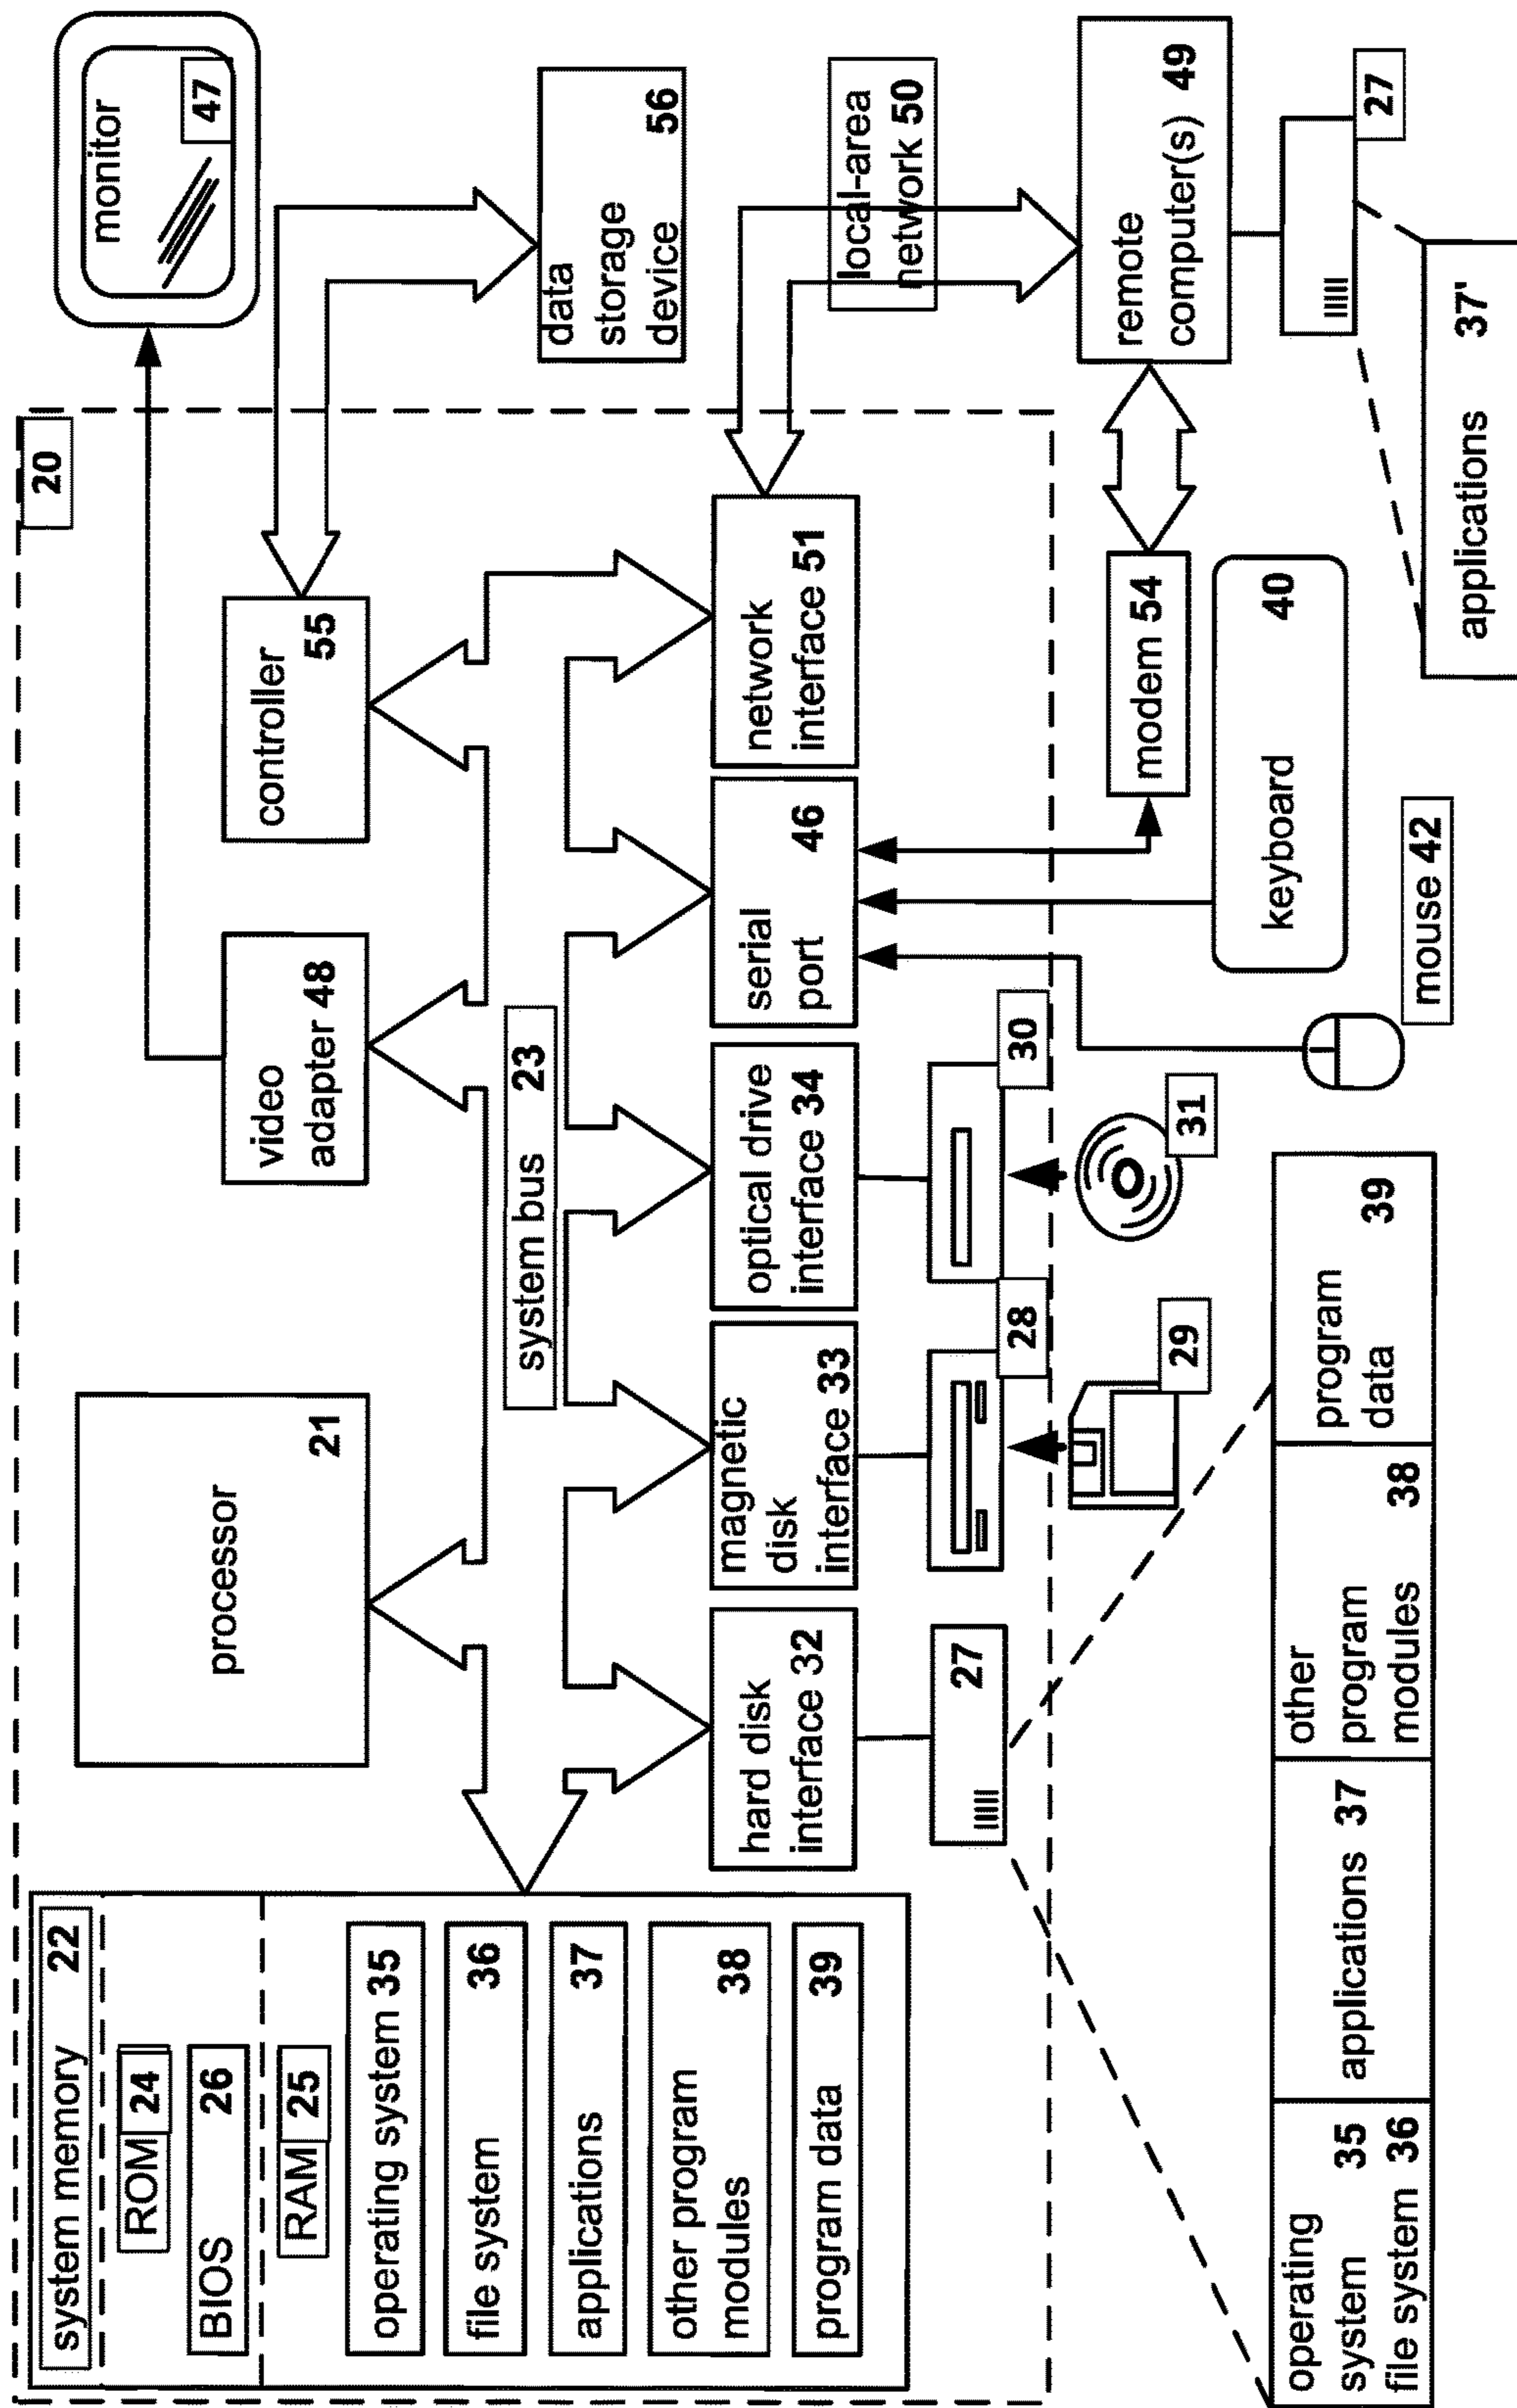 system memory 22
ROM 24
BIOS 26
RAM 25
operating system 35
file system 36
applications 37
other program
modules 38
program data 39
processor
21
video
adapter 48
controller
55
20
monitor
47
system bus 23
data
storage
device 56
hard disk
interface 32
magnetic
disk
interface 33
optical drive
interface 34
serial
port 46
network
interface 51
local-area
network 50
27
28
30
29
31
modem 54
remote
computer(s) 49
keyboard 40
mouse 42
27
operating
system 35
file system 36
applications 37
other
program
modules 38
program
data 39
applications 37'